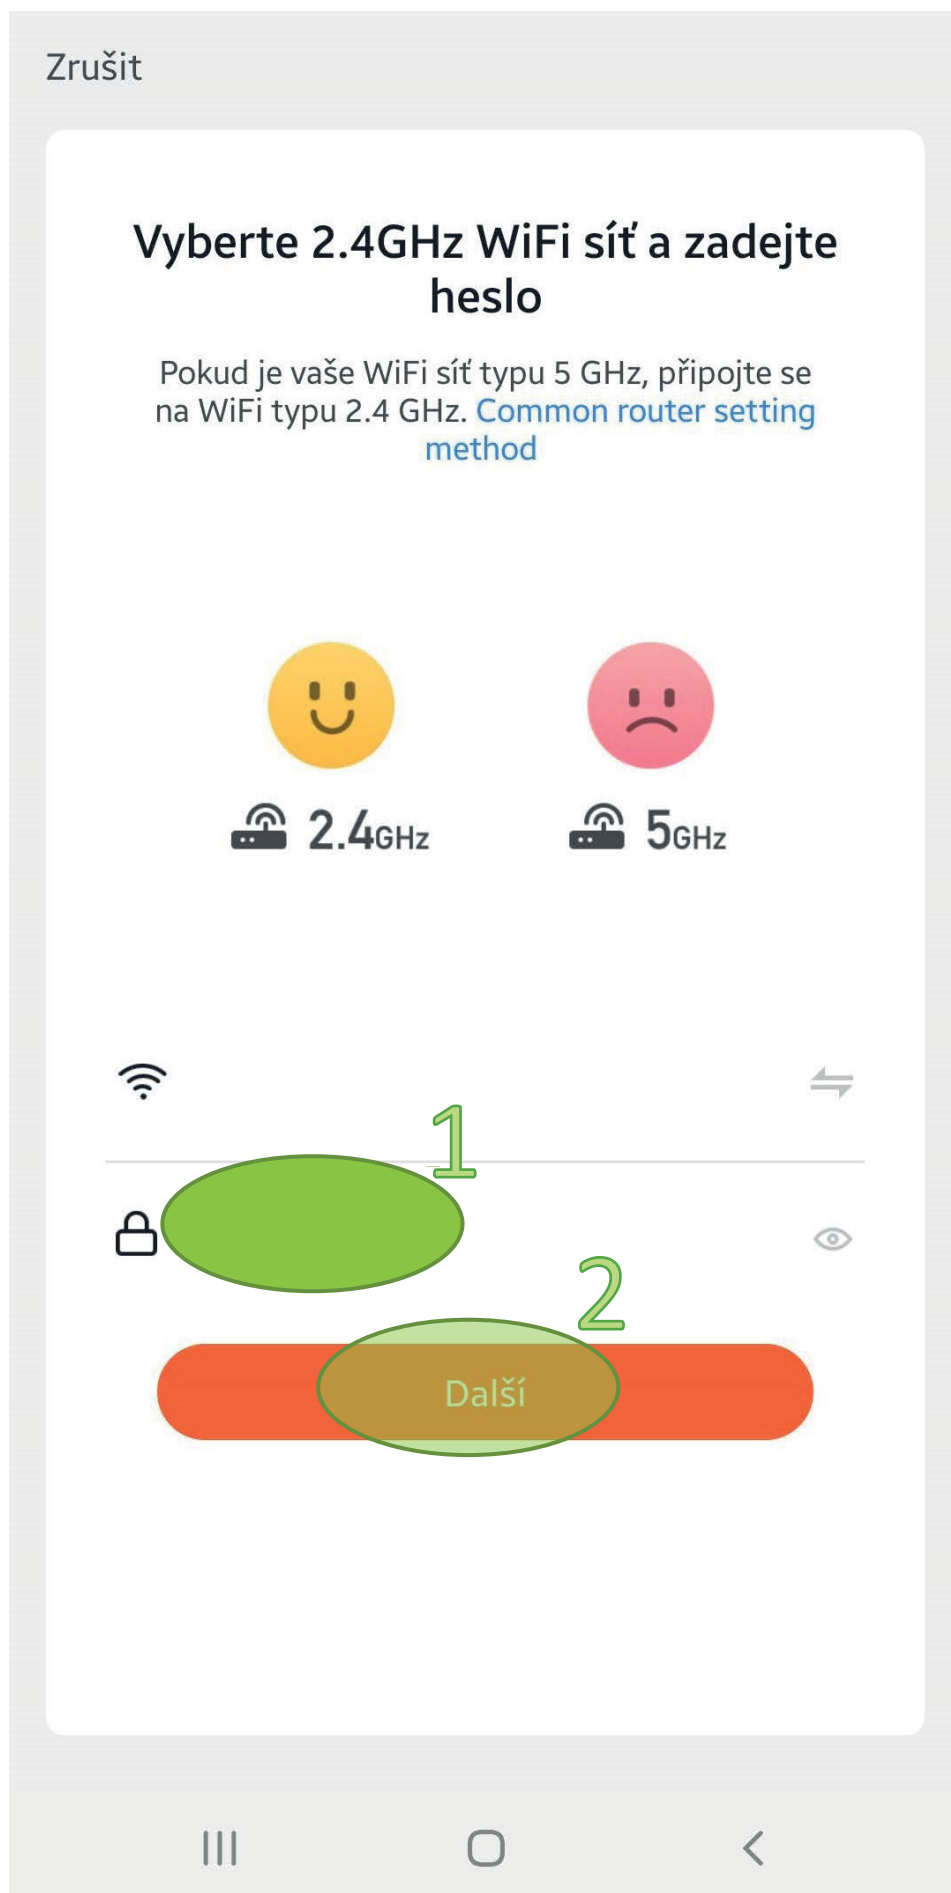 Zrušit
Vyberte 2.4GHz WiFi síť a zadejte
heslo
Pokud je vaše WiFi síť typu 5 GHz, připojte se
na WiFi typu 2.4 GHz. Common router setting
method
2.4GHz 5GHz
1
2
Další